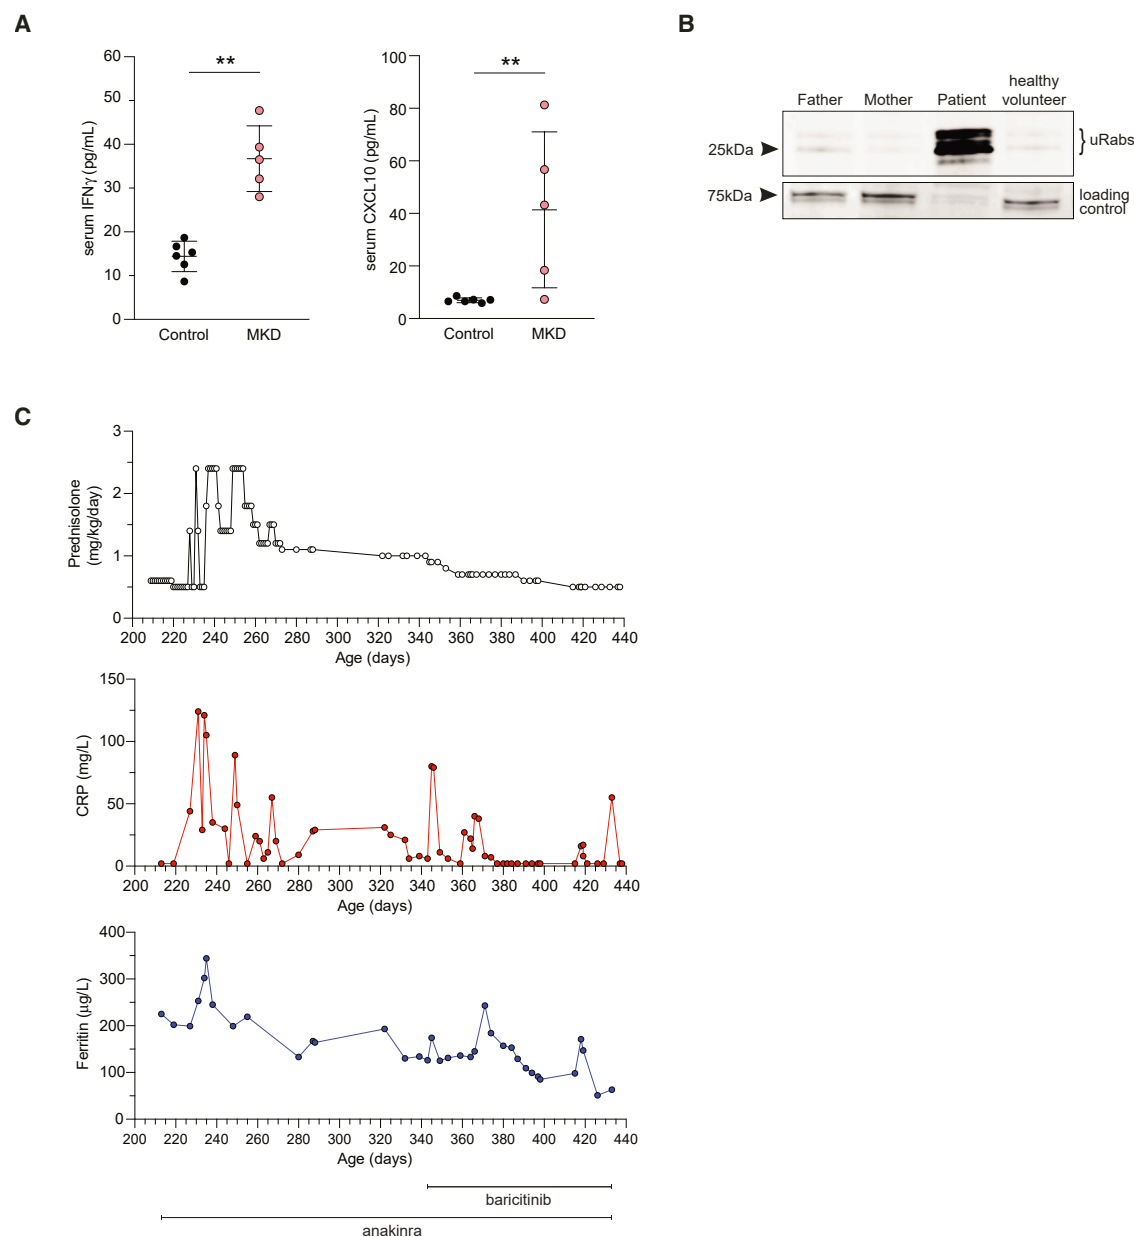 A
B
60
50
40
30
20
10
0
serum IFNγ (pg/mL)
**
Control
MKD
100
80
60
40
20
0
serum CXCL10 (pg/mL)
**
Control
MKD
healthy
Father
Mother
Patient
volunteer
25kDa
} uRabs
75kDa
loading
control
C
3
2
1
0
Prednisolone
(mg/kg/day)
200 220 240 260 280 300 320 340 360 380 400 420 440
Age (days)
150
100
50
0
CRP (mg/L)
200 220 240 260 280 300 320 340 360 380 400 420 440
Age (days)
400
300
200
100
0
Ferritin (μg/L)
200 220 240 260 280 300 320 340 360 380 400 420 440
Age (days)
baricitinib
anakinra